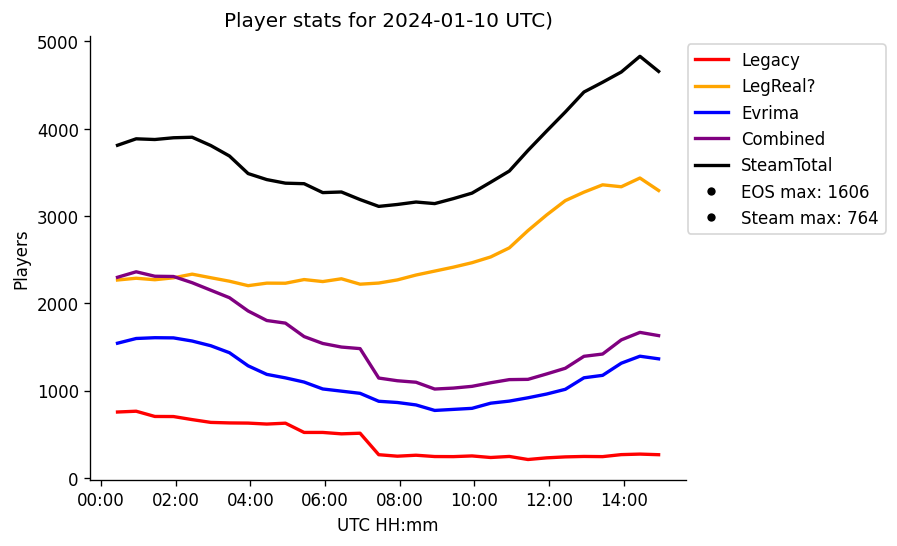 Player stats for 2024-01-10 UTC)
5000
4000
3000
2000
1000
0
Players
00:00 02:00 04:00 06:00 08:00 10:00 12:00 14:00
UTC HH:mm
Legacy
LegReal?
Evrima
Combined
SteamTotal
EOS max: 1606
Steam max: 764